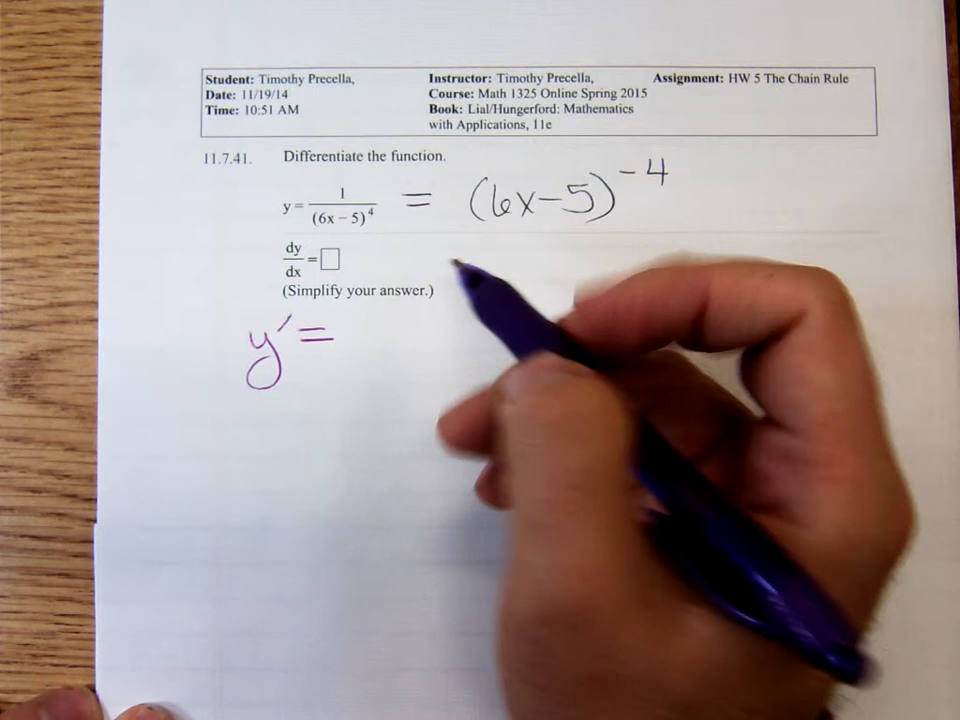 Student: Timothy Precella, Instructor: Timothy Precella, Assignment: HW 5 The Chain Rule
Date: 11/19/14 Course: Math 1325 Online Spring 2015
Time: 10:51 AM Book: Lial/Hungerford: Mathematics
with Applications, 11e
11.7.41. Differentiate the function.
y = 1/(6x – 5)^4 = (6x-5)^-4
dy/dx = □
(Simplify your answer.)
y′ =